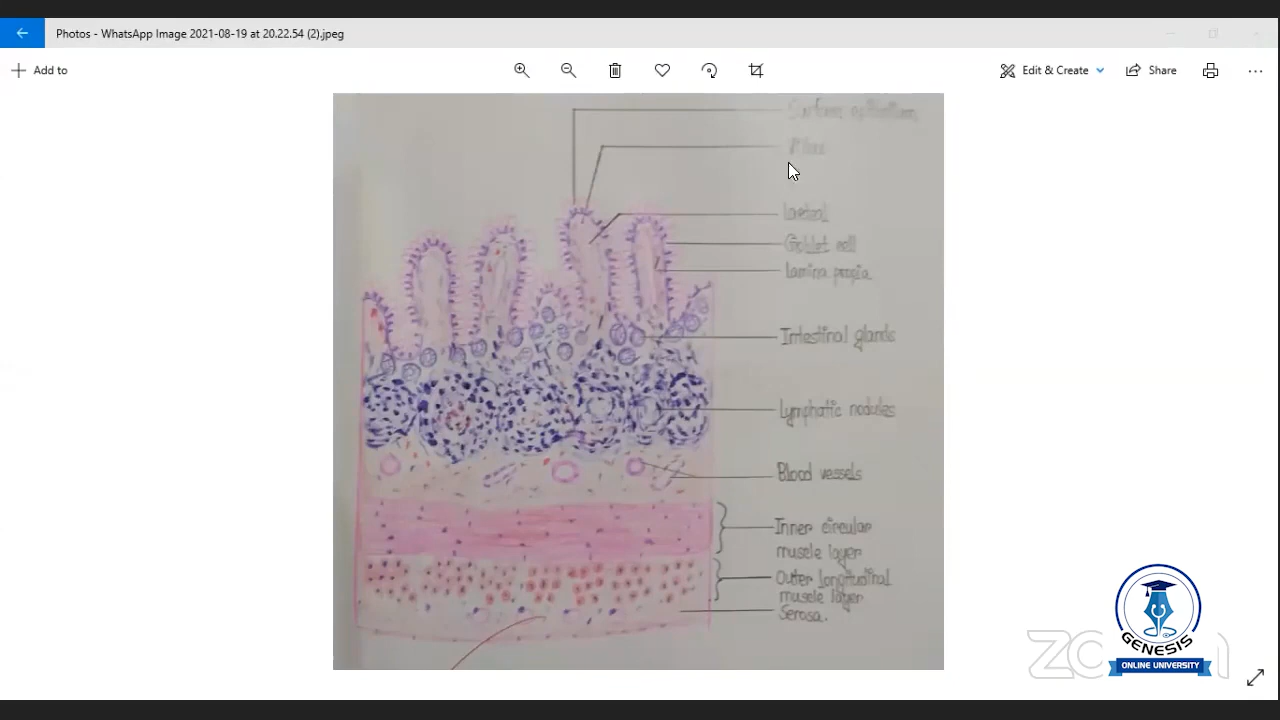 Photos - WhatsApp Image 2021-08-19 at 20.22.54 (2).jpeg
Add to
Edit & Create
Share
Surface epithelium
Lacteal
Goblet cell
Lamina propia
Intestinal glands
Lymphatic nodules
Blood vessels
Inner circular
muscle layer
Outer longitudinal
muscle layer
Serosa.
GENESIS
ONLINE UNIVERSITY